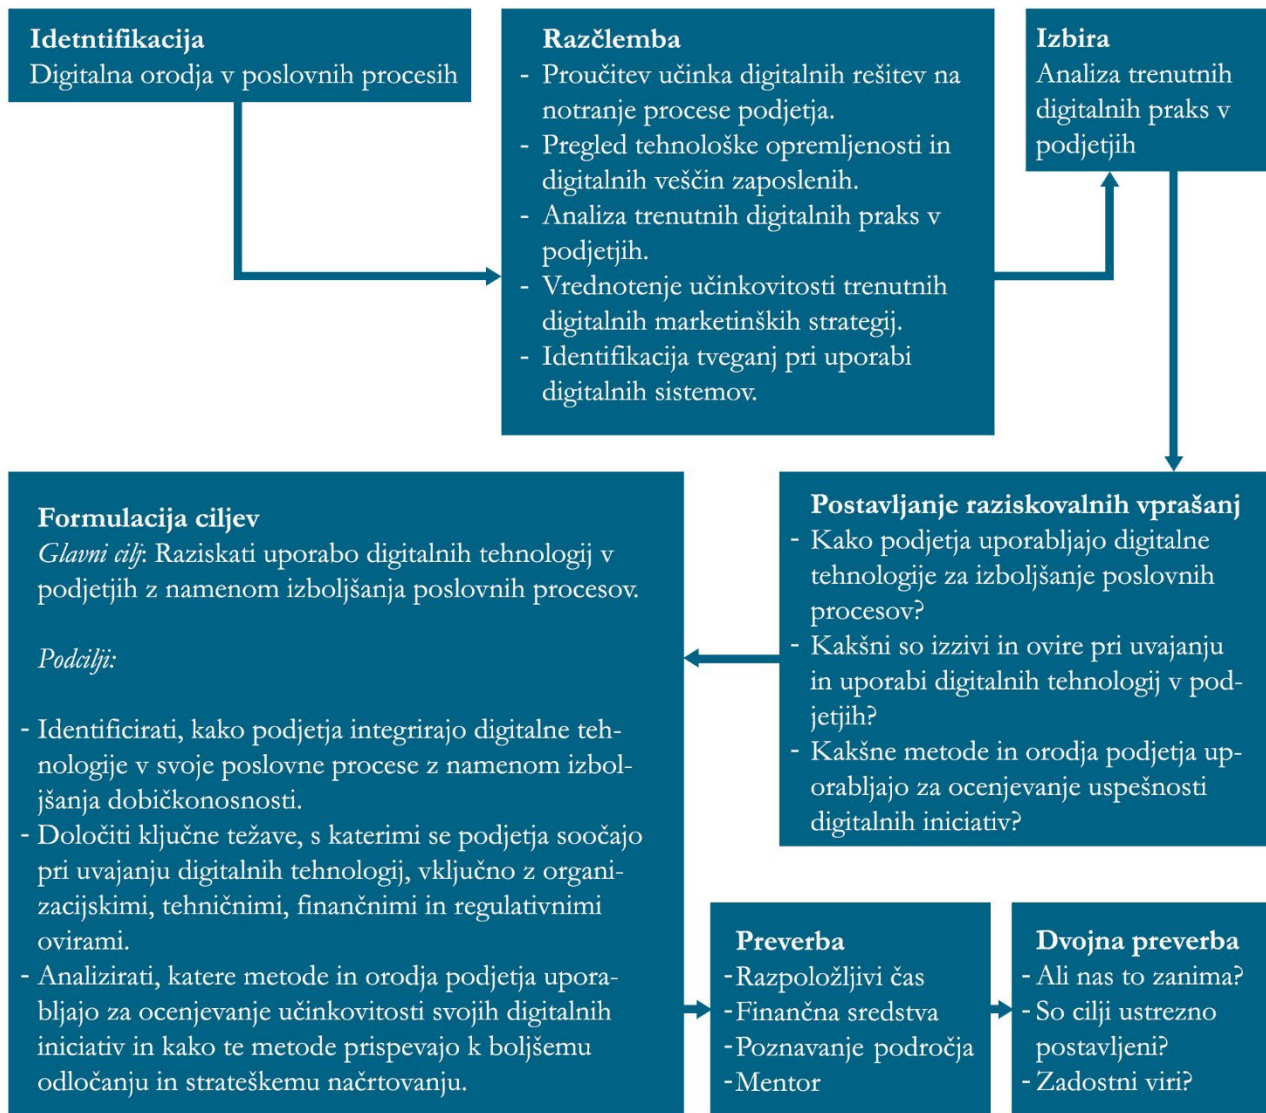 Idetntifikacija
Digitalna orodja v poslovnih procesih
Razčlemba
- Proučitev učinka digitalnih rešitev na
notranje procese podjetja.
- Pregled tehnološke opremljenosti in
digitalnih veščin zaposlenih.
- Analiza trenutnih digitalnih praks v
podjetjih.
- Vrednotenje učinkovitosti trenutnih
digitalnih marketinških strategij.
- Identifikacija tveganj pri uporabi
digitalnih sistemov.
Izbira
Analiza trenutnih
digitalnih praks v
podjetjih
Postavljanje raziskovalnih vprašanj
- Kako podjetja uporabljajo digitalne
tehnologije za izboljšanje poslovnih
procesov?
- Kakšni so izzivi in ovire pri uvajanju
in uporabi digitalnih tehnologij v pod-
jetjih?
- Kakšne metode in orodja podjetja up-
orabljajo za ocenjevanje uspešnosti
digitalnih iniciativ?
Formulacija ciljev
Glavni cilj: Raziskati uporabo digitalnih tehnologij v
podjetjih z namenom izboljšanja poslovnih procesov.
Podcilji:
- Identificirati, kako podjetja integrirajo digitalne teh-
nologije v svoje poslovne procese z namenom izbol-
jšanja dobičkonosnosti.
- Določiti ključne težave, s katerimi se podjetja soočajo
pri uvajanju digitalnih tehnologij, vključno z organi-
zacijskimi, tehničnimi, finančnimi in regulativnimi
ovirami.
- Analizirati, katere metode in orodja podjetja upora-
bljajo za ocenjevanje učinkovitosti svojih digitalnih
iniciativ in kako te metode prispevajo k boljšemu
odločanju in strateškemu načrtovanju.
Preverba
- Razpoložljivi čas
- Finančna sredstva
- Poznavanje področja
- Mentor
Dvojna preverba
- Ali nas to zanima?
- So cilji ustrezno
postavljeni?
- Zadostni viri?